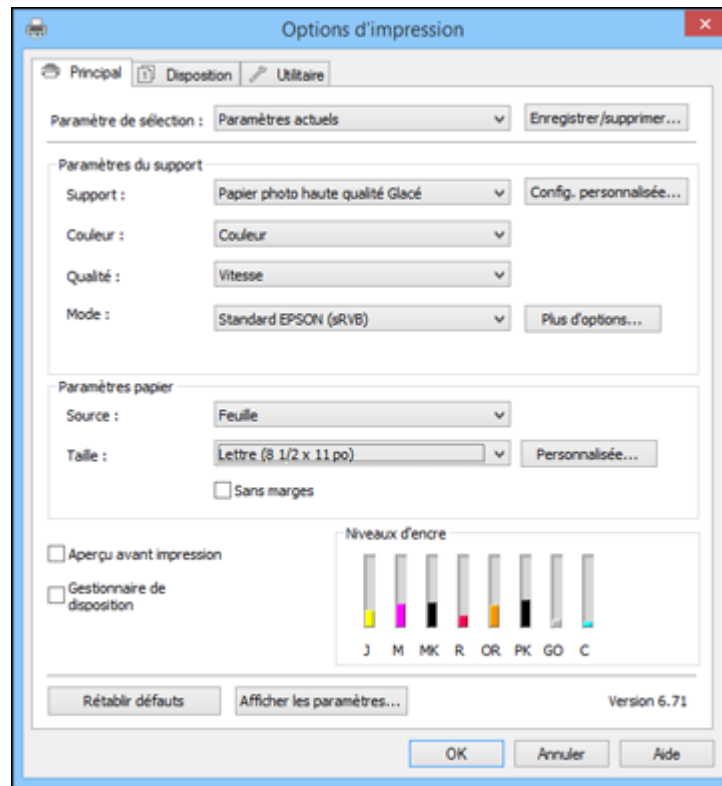 Options d'impression
Principal
Disposition
Utilitaire
Paramètre de sélection : Paramètres actuels Enregistrer/supprimer...
Paramètres du support
Support : Papier photo haute qualité Glacé Config. personnalisée...
Couleur : Couleur
Qualité : Vitesse
Mode : Standard EPSON (sRVB) Plus d'options...
Paramètres papier
Source : Feuille
Taille : Lettre (8 1/2 x 11 po) Personnalisée...
Sans marges
Aperçu avant impression
Gestionnaire de
disposition
Niveaux d'encre
J M MK R OR PK GO C
Rétablir défauts Afficher les paramètres... Version 6.71
OK Annuler Aide